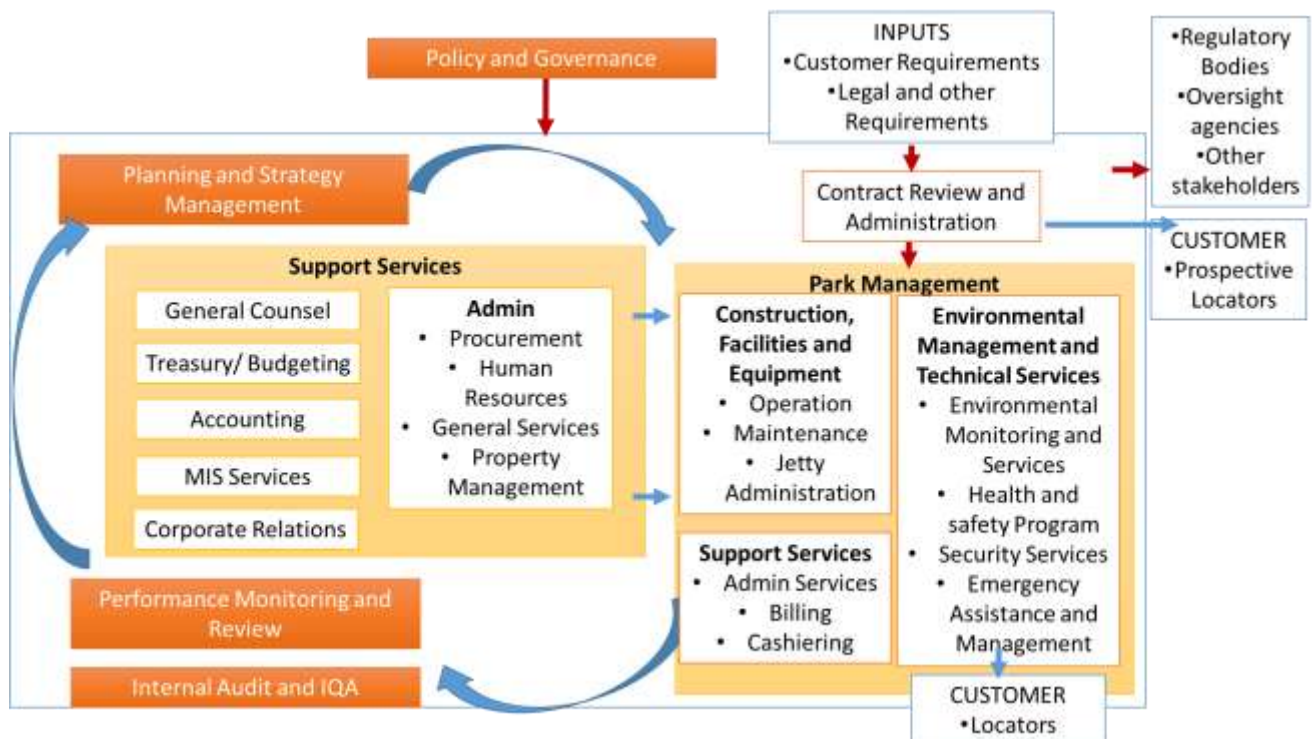 Policy and Governance
INPUTS
•Customer Requirements
•Legal and other
Requirements
•Regulatory
Bodies
•Oversight
agencies
•Other
stakeholders
Planning and Strategy
Management
Contract Review and
Administration
CUSTOMER
•Prospective
Locators
Support Services
General Counsel
Treasury/ Budgeting
Accounting
MIS Services
Corporate Relations
Admin
• Procurement
• Human
Resources
• General Services
• Property
Management
Park Management
Construction,
Facilities and
Equipment
• Operation
• Maintenance
• Jetty
Administration
Support Services
• Admin Services
• Billing
• Cashiering
Environmental
Management and
Technical Services
• Environmental
Monitoring and
Services
• Health and
safety Program
• Security Services
• Emergency
Assistance and
Management
Performance Monitoring and
Review
Internal Audit and IQA
CUSTOMER
•Locators